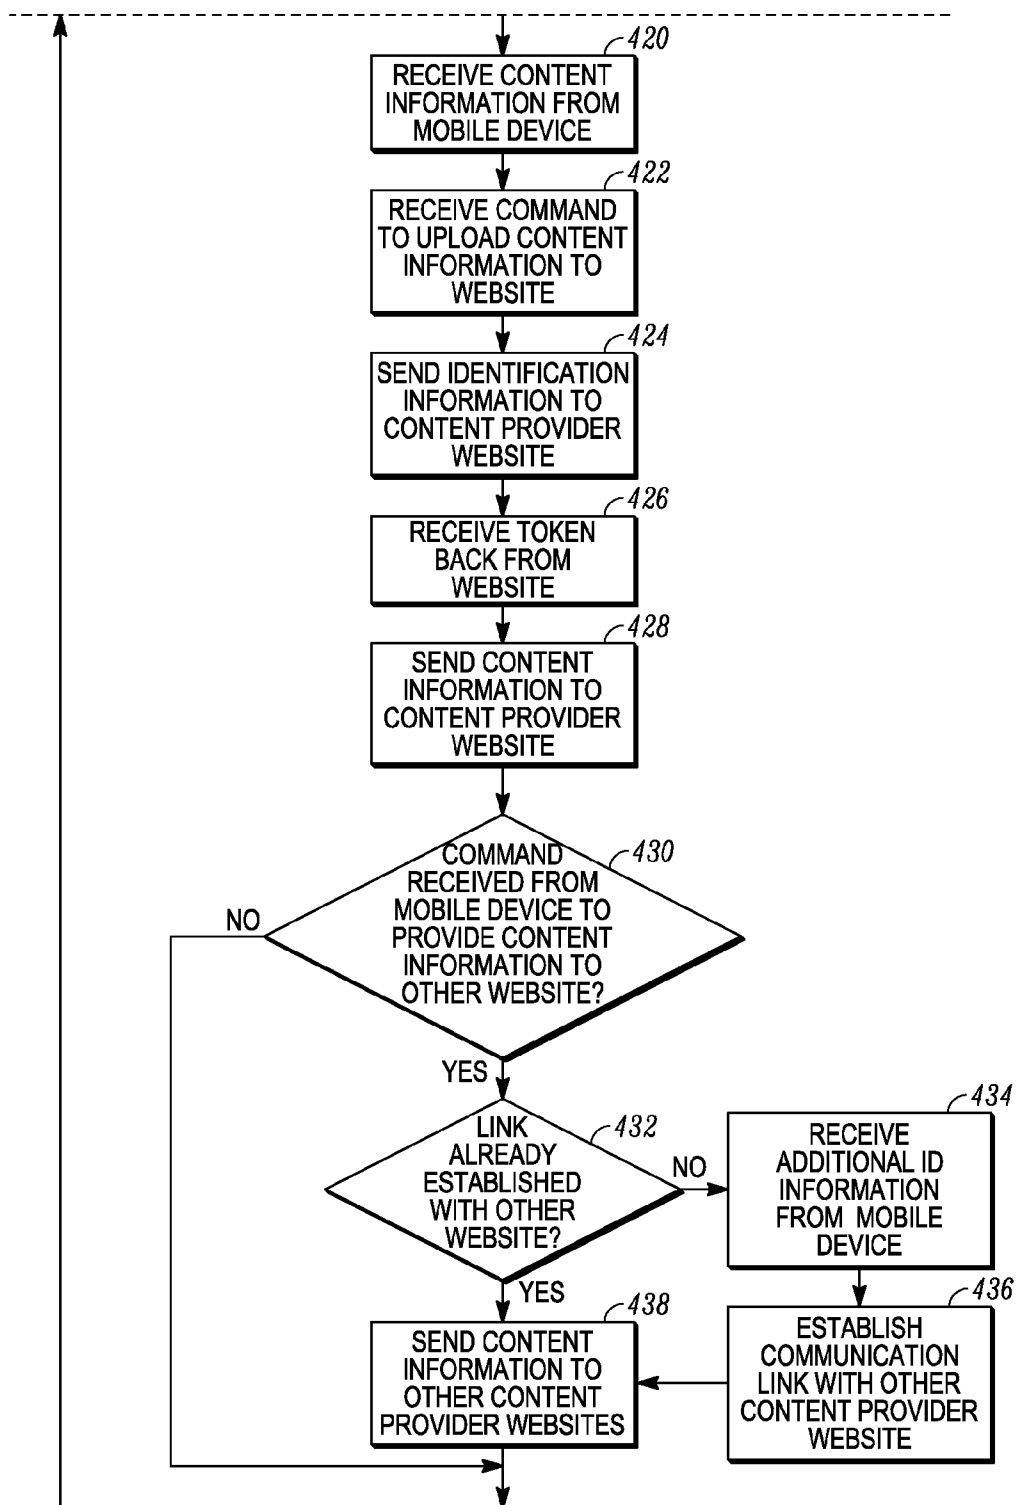 420
RECEIVE CONTENT
INFORMATION FROM
MOBILE DEVICE
422
RECEIVE COMMAND
TO UPLOAD CONTENT
INFORMATION TO
WEBSITE
424
SEND IDENTIFICATION
INFORMATION TO
CONTENT PROVIDER
WEBSITE
426
RECEIVE TOKEN
BACK FROM
WEBSITE
428
SEND CONTENT
INFORMATION TO
CONTENT PROVIDER
WEBSITE
430
COMMAND
RECEIVED FROM
MOBILE DEVICE TO
PROVIDE CONTENT
INFORMATION TO
OTHER WEBSITE?
NO
YES
432
LINK
ALREADY
ESTABLISHED
WITH OTHER
WEBSITE?
NO
YES
434
RECEIVE
ADDITIONAL ID
INFORMATION
FROM MOBILE
DEVICE
436
ESTABLISH
COMMUNICATION
LINK WITH OTHER
CONTENT PROVIDER
WEBSITE
438
SEND CONTENT
INFORMATION TO
OTHER CONTENT
PROVIDER WEBSITES